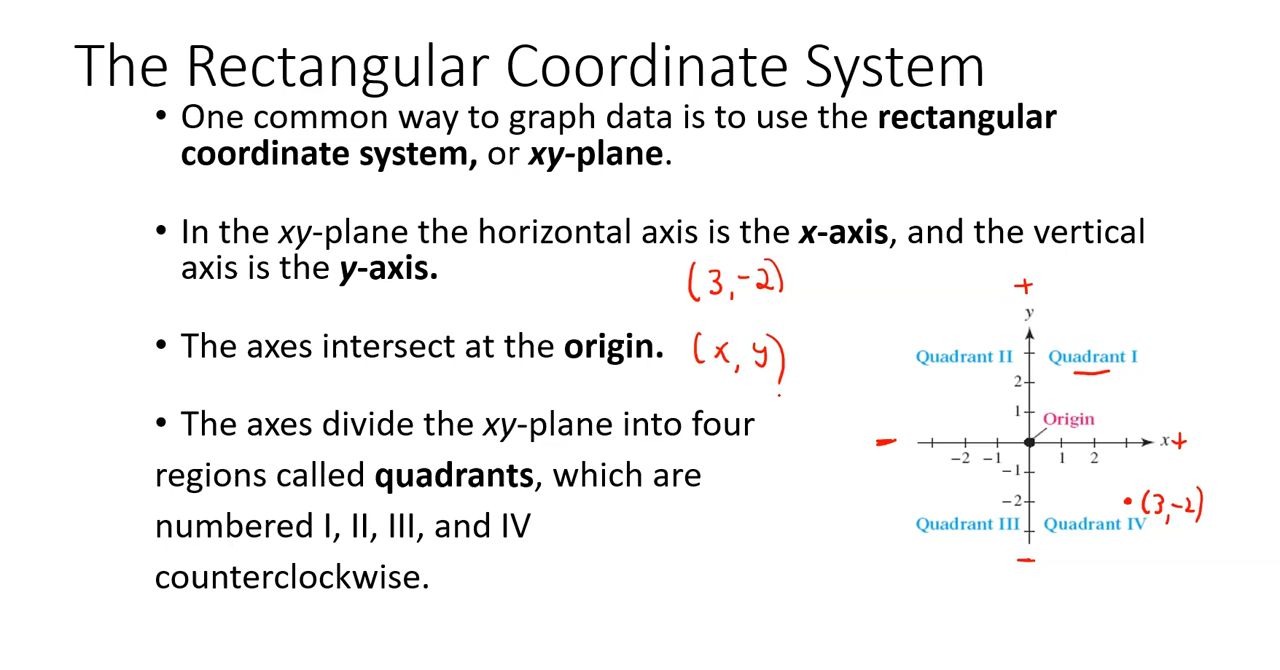 The Rectangular Coordinate System
• One common way to graph data is to use the rectangular
coordinate system, or xy-plane.
• In the xy-plane the horizontal axis is the x-axis, and the vertical
axis is the y-axis.
(3,-2)
• The axes intersect at the origin.
(x, y)
• The axes divide the xy-plane into four
regions called quadrants, which are
numbered I, II, III, and IV
counterclockwise.
+
y
Quadrant II
Quadrant I
2
1
Origin
-
x
+
-2
-1
1
2
-1
-2
(3,-2)
Quadrant III
Quadrant IV
-